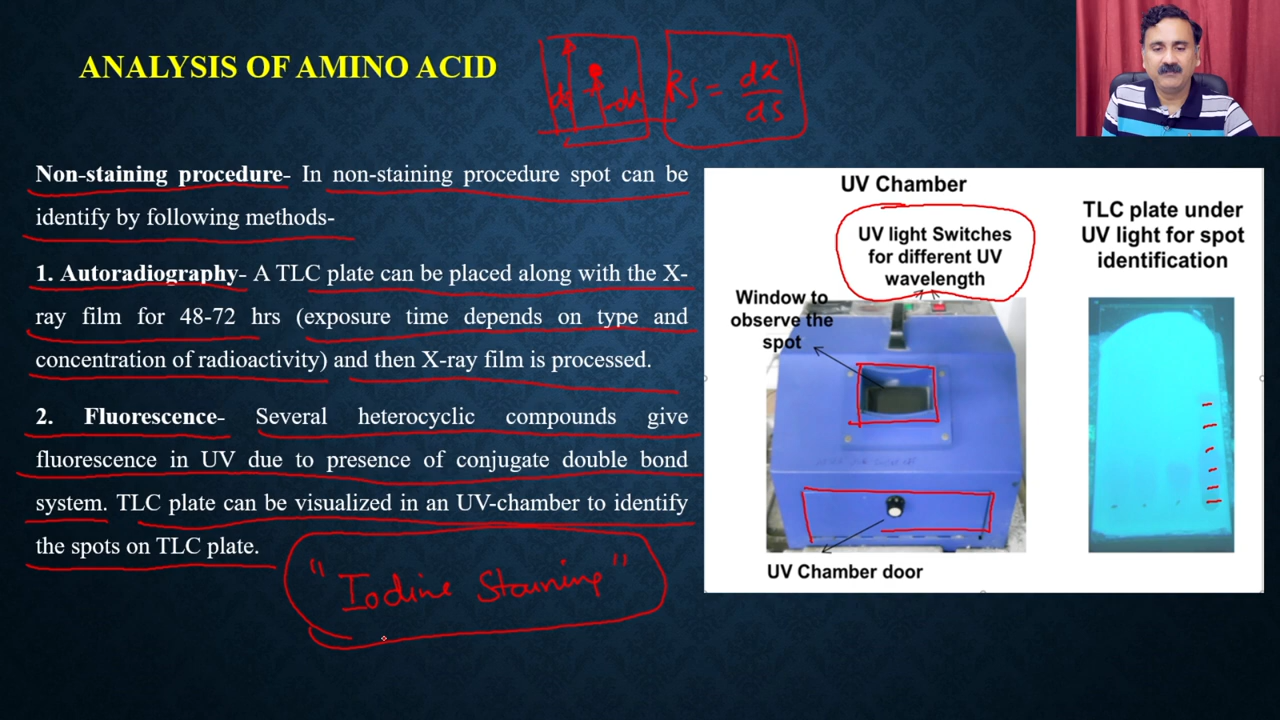 ANALYSIS OF AMINO ACID
ds
dx
Rf = dx / ds
Non-staining procedure- In non-staining procedure spot can be
identify by following methods-
1. Autoradiography- A TLC plate can be placed along with the X-
ray film for 48-72 hrs (exposure time depends on type and
concentration of radioactivity) and then X-ray film is processed.
2. Fluorescence- Several heterocyclic compounds give
fluorescence in UV due to presence of conjugate double bond
system. TLC plate can be visualized in an UV-chamber to identify
the spots on TLC plate.
"Iodine Staining"
UV Chamber
UV light Switches
for different UV
wavelength
Window to
observe the
spot
UV Chamber door
TLC plate under
UV light for spot
identification